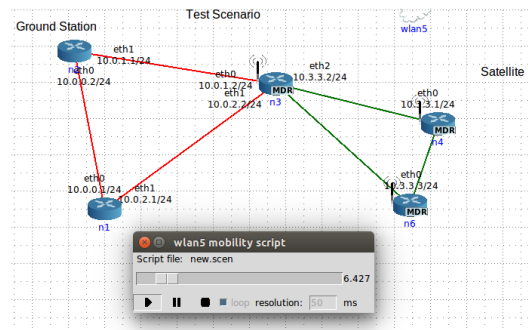 Test Scenario
wlan5
Ground Station
eth1
10.0.1.1/24
eth0
10.0.0.2/24
eth0
10.0.1.2/24
eth1
10.0.2.2/24
n3
MDR
eth2
10.3.3.2/24
Satellite
eth0
10.3.3.1/24
MDR
n4
eth0
10.0.0.1/24
eth1
10.0.2.1/24
n1
eth0
10.3.3.3/24
MDR
n6
wlan5 mobility script
Script file: new.scen
6.427
loop resolution: 50 ms